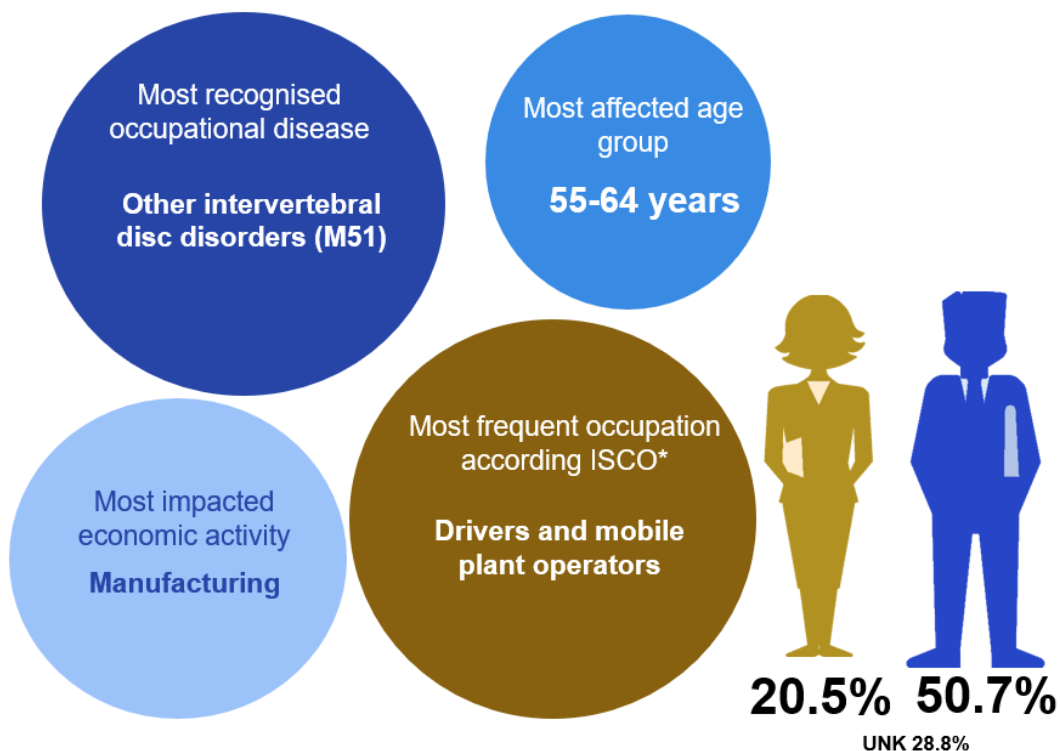 Most recognised
occupational disease
Other intervertebral
disc disorders (M51)
Most affected age
group
55-64 years
Most impacted
economic activity
Manufacturing
Most frequent occupation
according ISCO*
Drivers and mobile
plant operators
20.5% 50.7%
UNK 28.8%